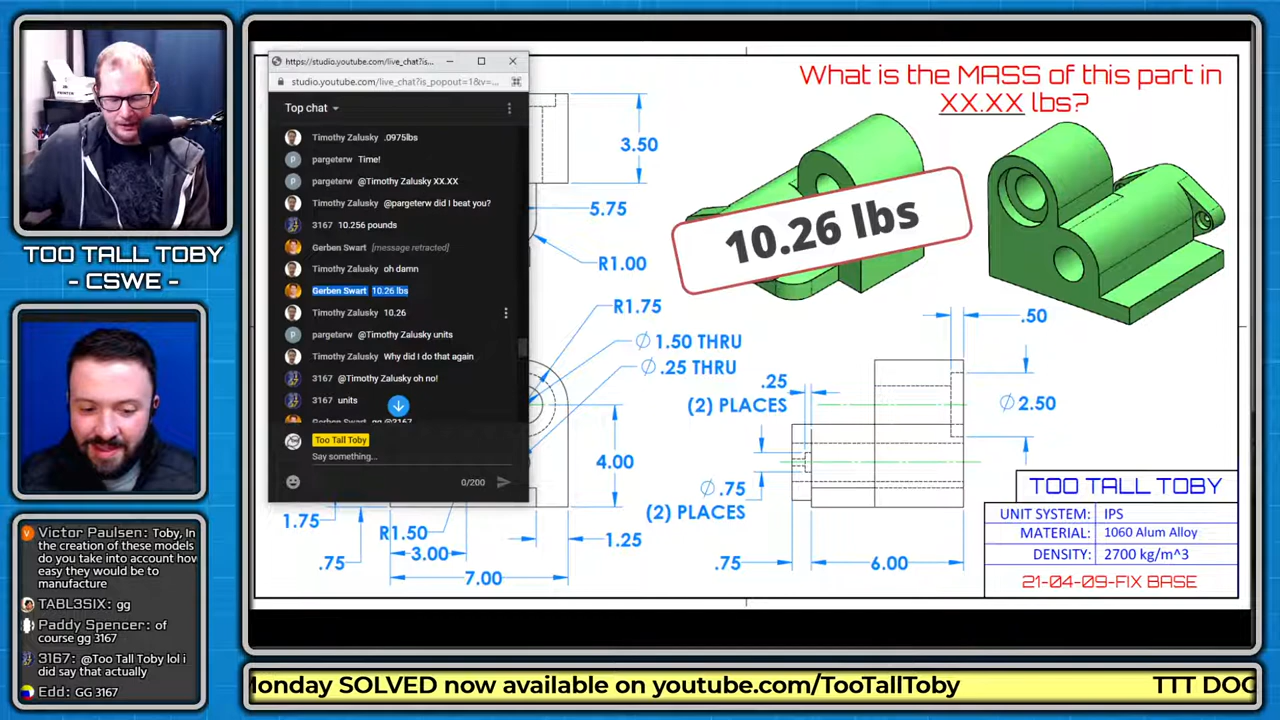 TOO TALL TOBY
- CSWE -
Victor Paulsen: Toby, In
the creation of these models
do you take into account how
easy they would be to
manufacture
TABL3SIX: gg
Paddy Spencer: of
course gg 3167
3167: @Too Tall Toby lol i
did say that actually
Edd: GG 3167
https://studio.youtube.com/live_chat?is_popout=1&v=...
studio.youtube.com/live_chat?is_popout=1&v=...
Top chat
Timothy Zalusky .0975lbs
pargeterw Time!
pargeterw @Timothy Zalusky XX.XX
Timothy Zalusky @pargeterw did I beat you?
3167 10.256 pounds
Gerben Swart [message retracted]
Timothy Zalusky oh damn
Gerben Swart 10.26 lbs
Timothy Zalusky 10.26
pargeterw @Timothy Zalusky units
Timothy Zalusky Why did I do that again
3167 @Timothy Zalusky oh no!
3167 units
Gerben Swart gg @3167
Too Tall Toby
Say something...
0/200
What is the MASS of this part in
XX.XX lbs?
10.26 lbs
3.50
5.75
R1.00
R1.75
Ø 1.50 THRU
Ø .25 THRU
4.00
1.75
R1.50
3.00
.75
7.00
1.25
.50
.25
(2) PLACES
Ø 2.50
Ø .75
(2) PLACES
.75
6.00
TOO TALL TOBY
UNIT SYSTEM: IPS
MATERIAL: 1060 Alum Alloy
DENSITY: 2700 kg/m^3
21-04-09-FIX BASE
Monday SOLVED now available on youtube.com/TooTallToby
TTT DOC